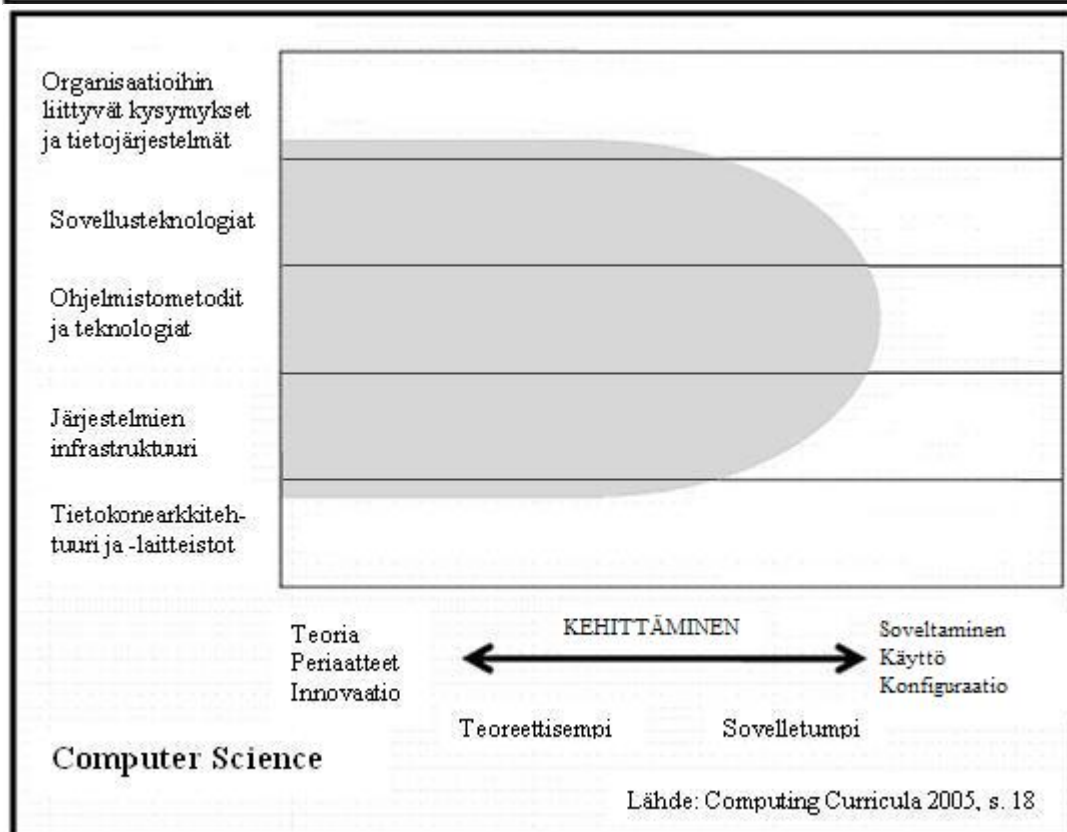 Organisaatioihin
liittyvät kysymykset
ja tietojärjestelmät
Sovellusteknologiat
Ohjelmistometodit
ja teknologiat
Järjestelmien
infrastruktuuri
Tietokonearkkiteh-
tuuri ja -laitteistot
Teoria
Periaatteet
Innovaatio
KEHITTÄMINEN
Soveltaminen
Käyttö
Konfiguraatio
Teoreettisempi
Sovelletumpi
Computer Science
Lähde: Computing Curricula 2005, s. 18